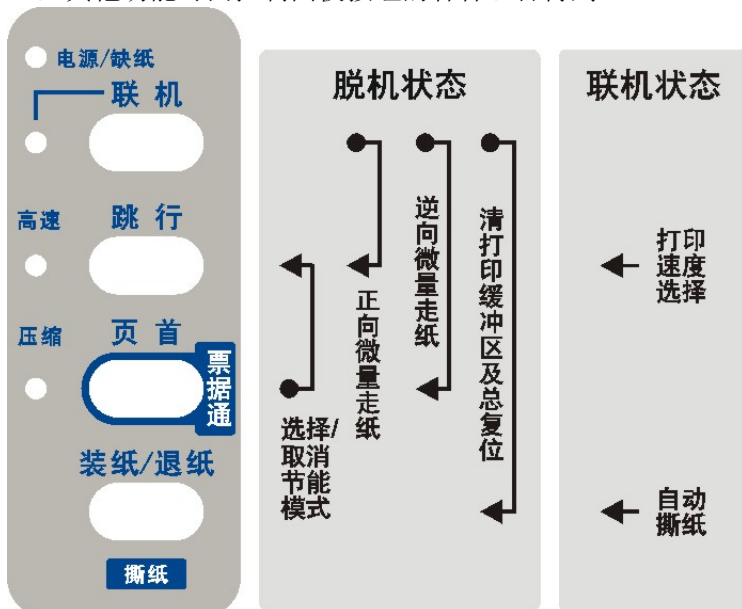 电源/缺纸
联机
高速
跳行
压缩
页首
票据通
装纸/退纸
撕纸
脱机状态
选择/
取消
节能
模式
正向微量走纸
逆向微量走纸
清打印缓冲区及总复位
联机状态
打印
速度
选择
自动
撕纸